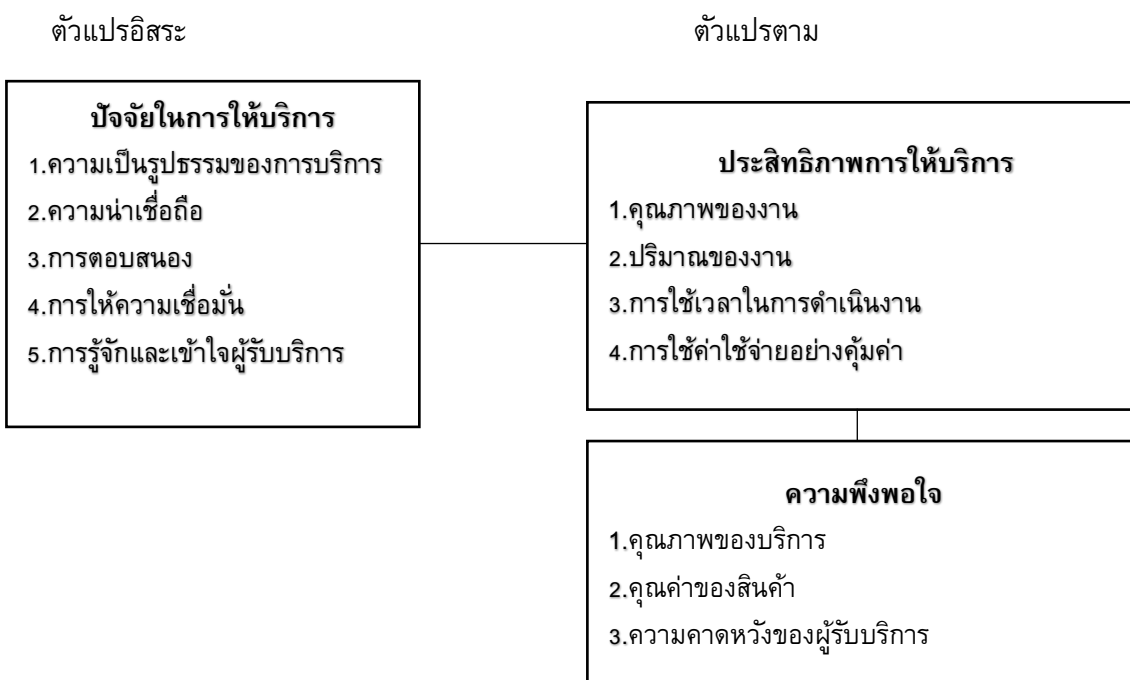 ตัวแปรอิสระ
ตัวแปรตาม
ปัจจัยในการให้บริการ
1.ความเป็นรูปธรรมของการบริการ
2.ความน่าเชื่อถือ
3.การตอบสนอง
4.การให้ความเชื่อมั่น
5.การรู้จักและเข้าใจผู้รับบริการ
ประสิทธิภาพการให้บริการ
1.คุณภาพของงาน
2.ปริมาณของงาน
3.การใช้เวลาในการดำเนินงาน
4.การใช้ค่าใช้จ่ายอย่างคุ้มค่า
ความพึงพอใจ
1.คุณภาพของบริการ
2.คุณค่าของสินค้า
3.ความคาดหวังของผู้รับบริการ